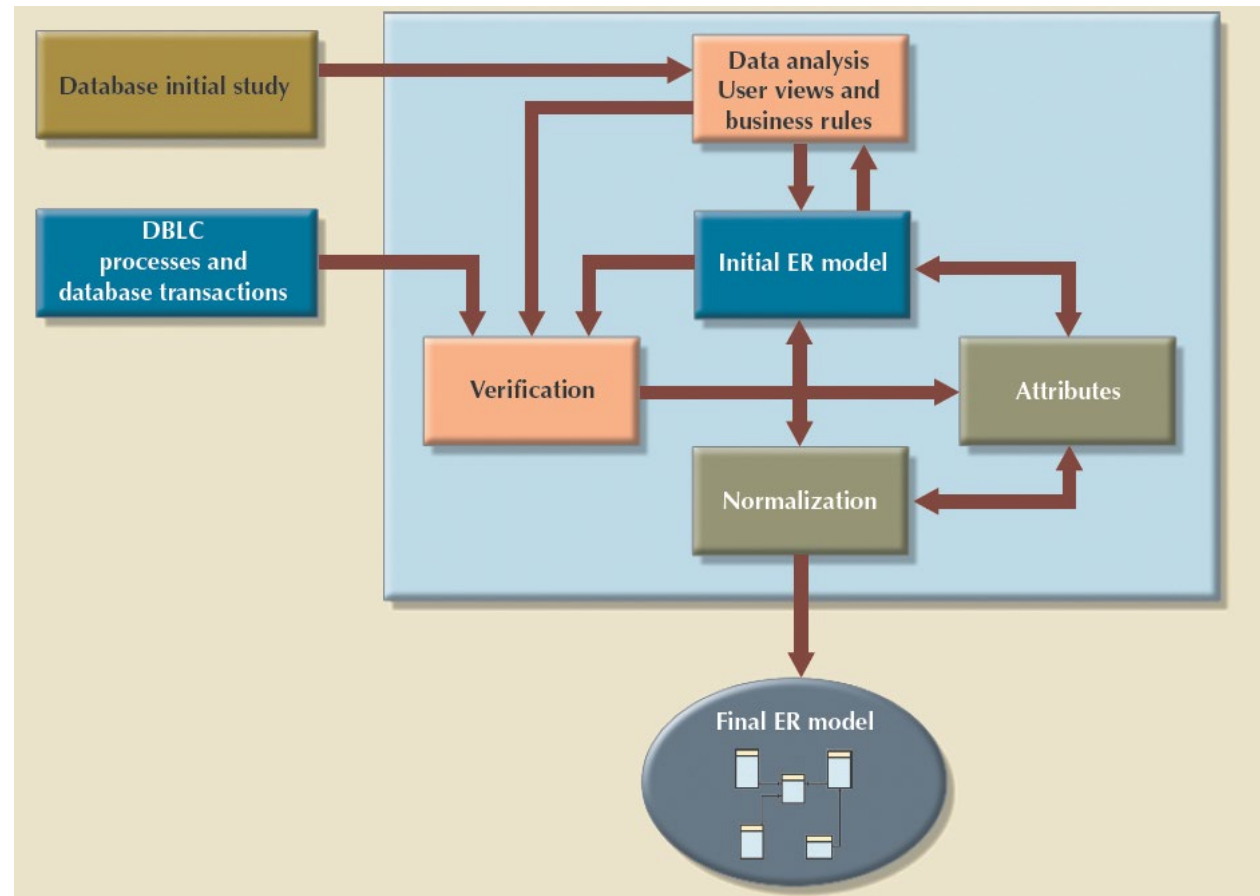 Database initial study
Data analysis
User views and
business rules
DBLC
processes and
database transactions
Initial ER model
Verification
Attributes
Normalization
Final ER model